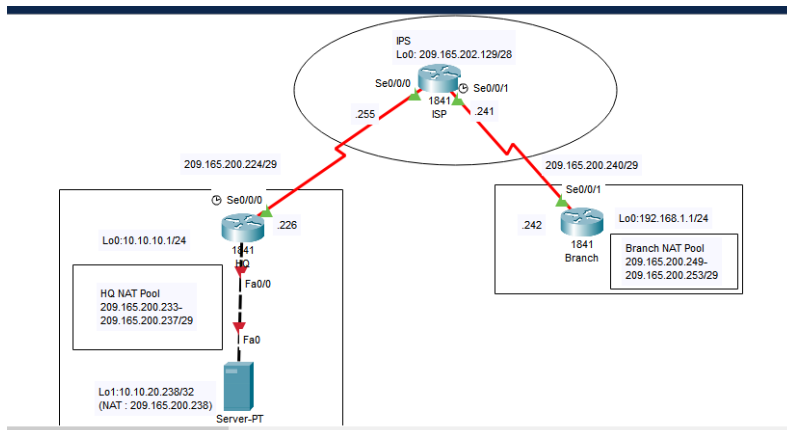 IPS
Lo0: 209.165.202.129/28
Se0/0/0
Se0/0/1
1841
ISP
.255
.241
209.165.200.224/29
209.165.200.240/29
Se0/0/0
.226
Lo0:10.10.10.1/24
1841
HQ
Fa0/0
HQ NAT Pool
209.165.200.233-
209.165.200.237/29
Fa0
Lo1:10.10.20.238/32
(NAT : 209.165.200.238)
Server-PT
Se0/0/1
.242
Lo0:192.168.1.1/24
1841
Branch
Branch NAT Pool
209.165.200.249-
209.165.200.253/29